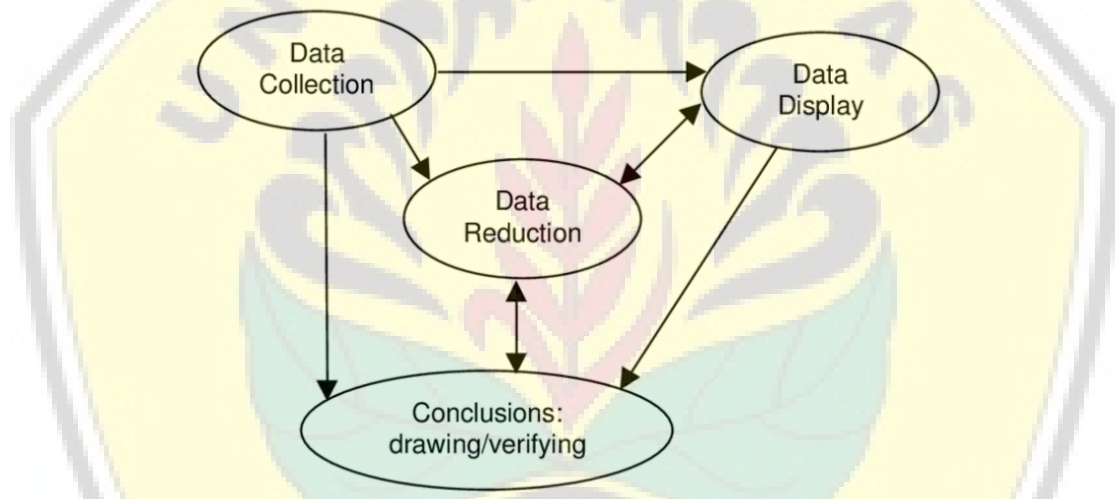 Data
Collection
Data
Display
Data
Reduction
Conclusions:
drawing/verifying